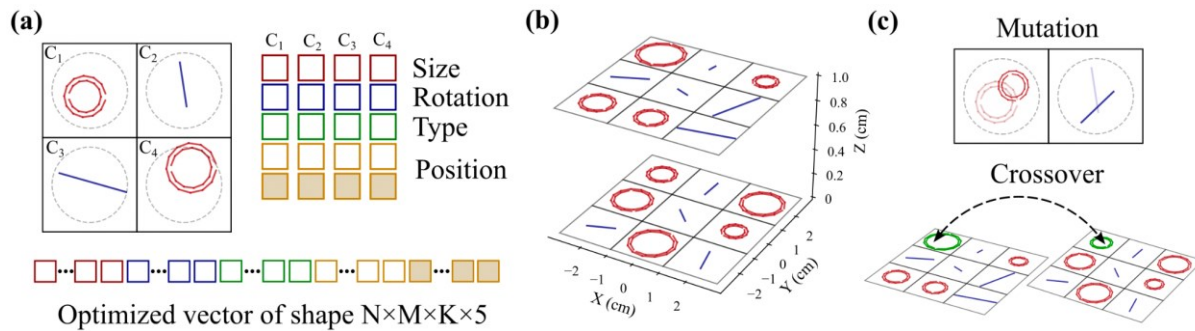 (a)
C₁ C₂
C₃ C₄
C₁ C₂ C₃ C₄
Size
Rotation
Type
Position
Optimized vector of shape N×M×K×5
(b)
1.0
0.8
0.6
0.4
0.2
0
Z (cm)
−2 −1 0 1 2
X (cm)
−2 −1 0 1 2
Y (cm)
(c)
Mutation
Crossover